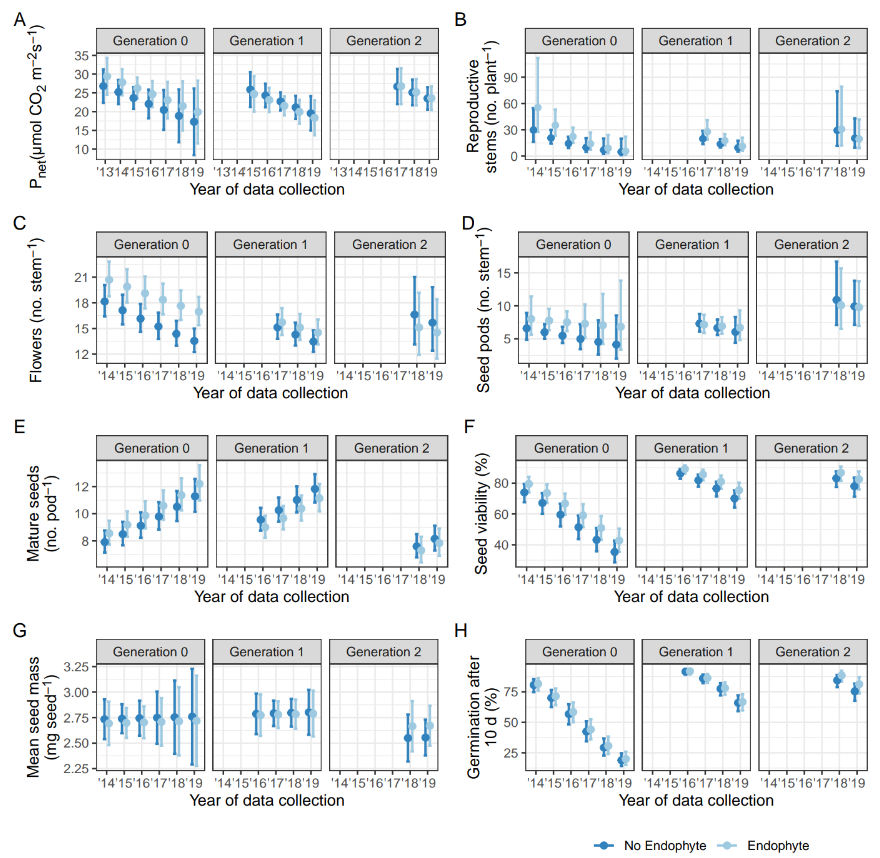 A
Generation 0 Generation 1 Generation 2
Pnet(µmol CO2 m−2s−1)
35
30
25
20
15
10
'13'14'15'16'17'18'19 '13'14'15'16'17'18'19 '13'14'15'16'17'18'19
Year of data collection
B
Generation 0 Generation 1 Generation 2
Reproductive
stems (no. plant−1)
90
60
30
0
'14'15'16'17'18'19 '14'15'16'17'18'19 '14'15'16'17'18'19
Year of data collection
C
Generation 0 Generation 1 Generation 2
Flowers (no. stem−1)
21
18
15
12
'14'15'16'17'18'19 '14'15'16'17'18'19 '14'15'16'17'18'19
Year of data collection
D
Generation 0 Generation 1 Generation 2
Seed pods (no. stem−1)
15
10
5
'14'15'16'17'18'19 '14'15'16'17'18'19 '14'15'16'17'18'19
Year of data collection
E
Generation 0 Generation 1 Generation 2
Mature seeds
(no. pod−1)
12
10
8
'14'15'16'17'18'19 '14'15'16'17'18'19 '14'15'16'17'18'19
Year of data collection
F
Generation 0 Generation 1 Generation 2
Seed viability (%)
80
60
40
'14'15'16'17'18'19 '14'15'16'17'18'19 '14'15'16'17'18'19
Year of data collection
G
Generation 0 Generation 1 Generation 2
Mean seed mass
(mg seed−1)
3.25
3.00
2.75
2.50
2.25
'14'15'16'17'18'19 '14'15'16'17'18'19 '14'15'16'17'18'19
Year of data collection
H
Generation 0 Generation 1 Generation 2
Germination after
10 d (%)
75
50
25
'14'15'16'17'18'19 '14'15'16'17'18'19 '14'15'16'17'18'19
Year of data collection
No Endophyte Endophyte